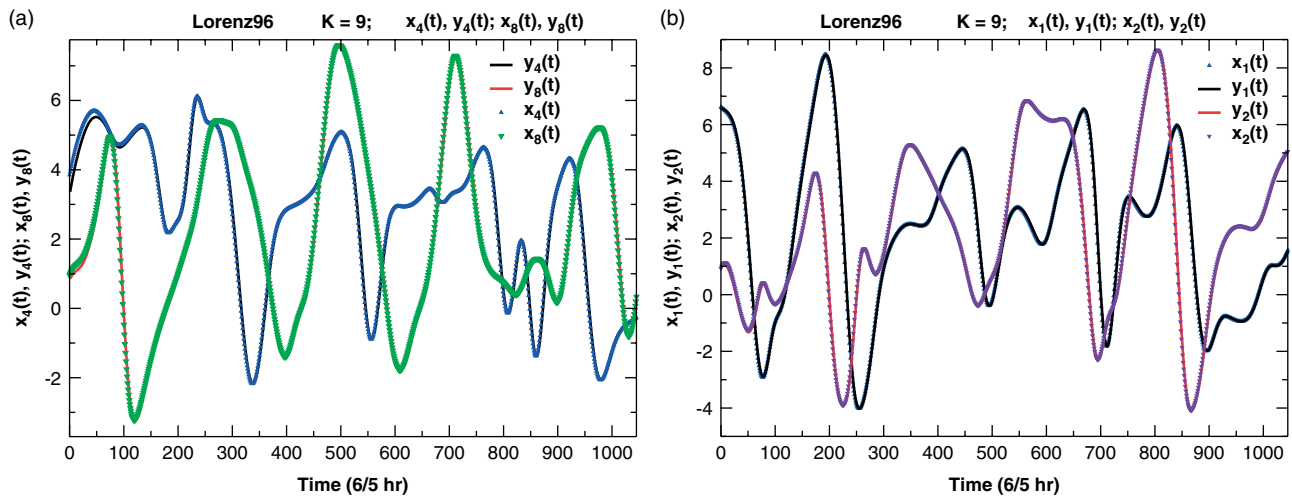 (a)
Lorenz96 K = 9; x₄(t), y₄(t); x₈(t), y₈(t)
y₄(t)
y₈(t)
x₄(t)
x₈(t)
x₄(t), y₄(t); x₈(t), y₈(t)
6
4
2
0
-2
0 100 200 300 400 500 600 700 800 900 1000
Time (6/5 hr)
(b)
Lorenz96 K = 9; x₁(t), y₁(t); x₂(t), y₂(t)
x₁(t)
y₁(t)
y₂(t)
x₂(t)
x₁(t), y₁(t); x₂(t), y₂(t)
8
6
4
2
0
-2
-4
0 100 200 300 400 500 600 700 800 900 1000
Time (6/5 hr)